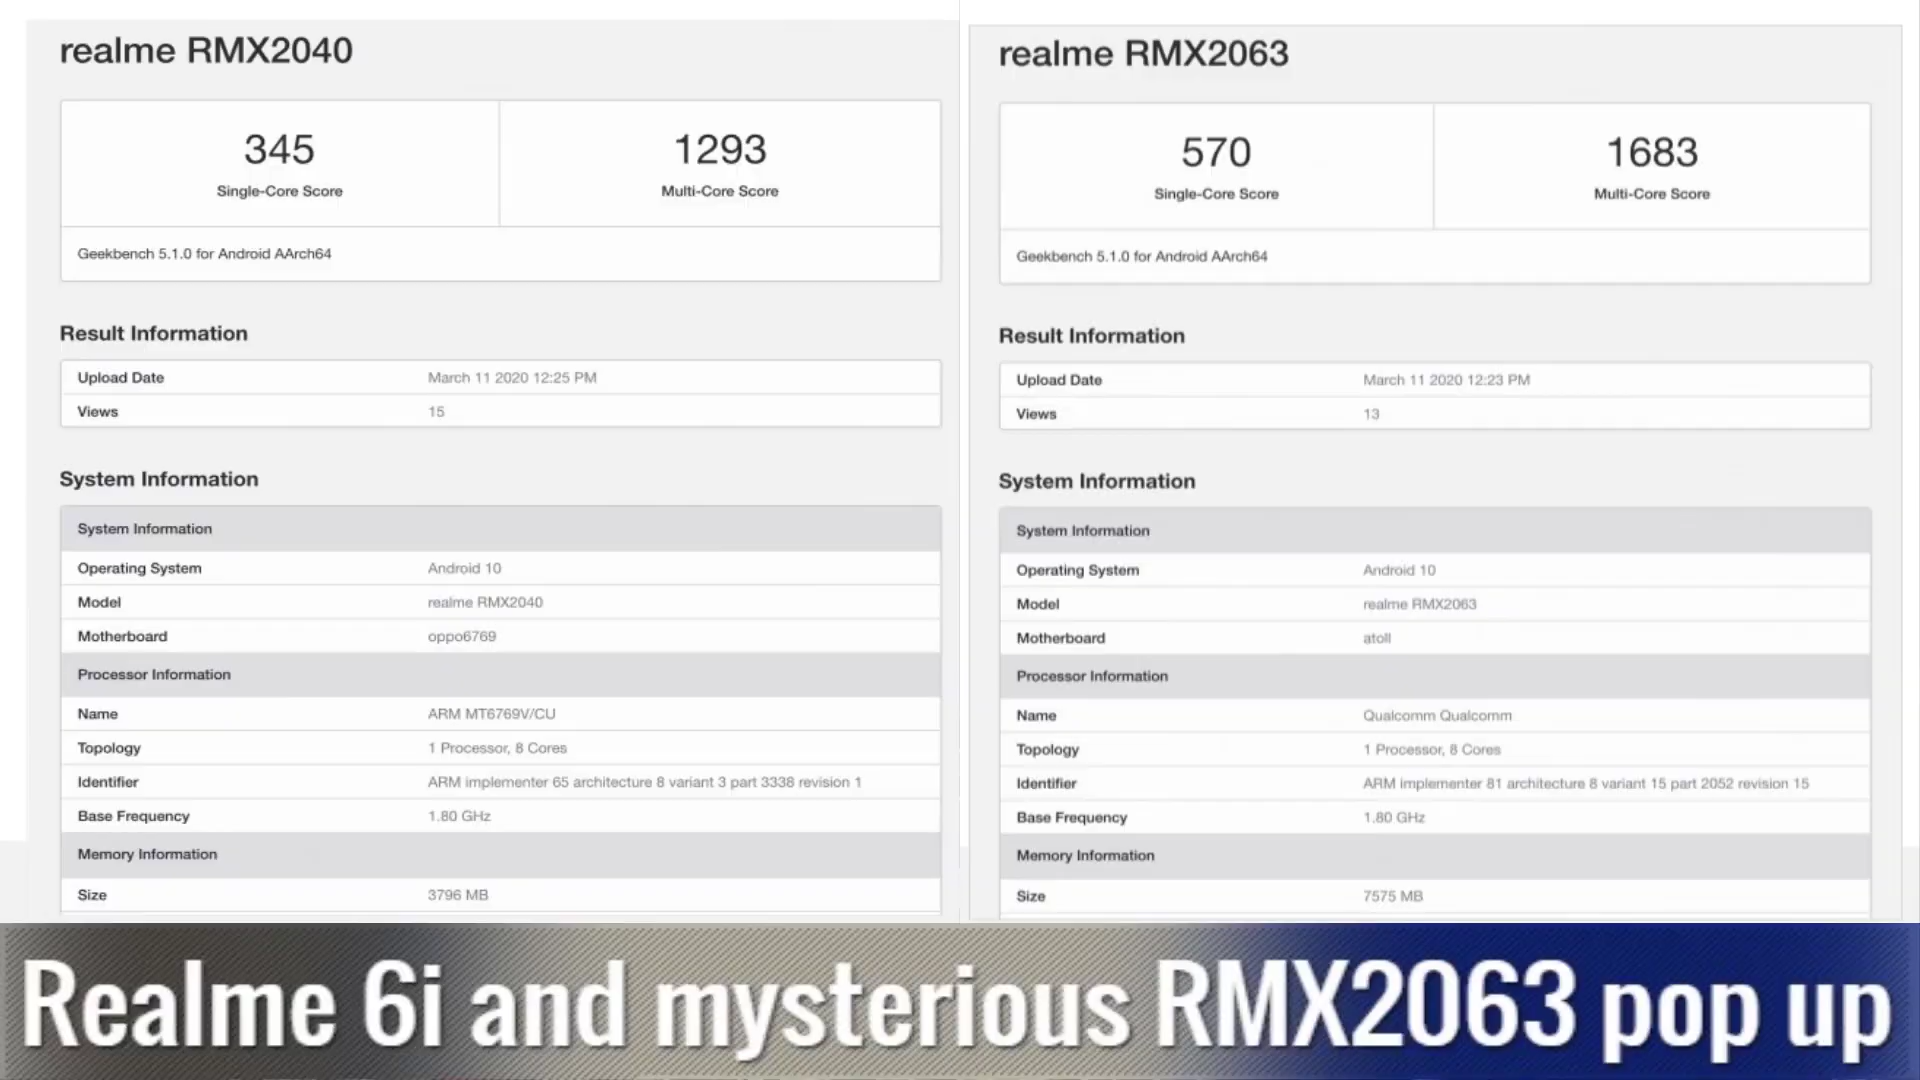 realme RMX2040
345
Single-Core Score
1293
Multi-Core Score
Geekbench 5.1.0 for Android AArch64
Result Information
Upload Date March 11 2020 12:25 PM
Views 15
System Information
System Information
Operating System Android 10
Model realme RMX2040
Motherboard oppo6769
Processor Information
Name ARM MT6769V/CU
Topology 1 Processor, 8 Cores
Identifier ARM implementer 65 architecture 8 variant 3 part 3338 revision 1
Base Frequency 1.80 GHz
Memory Information
Size 3796 MB
realme RMX2063
570
Single-Core Score
1683
Multi-Core Score
Geekbench 5.1.0 for Android AArch64
Result Information
Upload Date March 11 2020 12:23 PM
Views 13
System Information
System Information
Operating System Android 10
Model realme RMX2063
Motherboard atoll
Processor Information
Name Qualcomm Qualcomm
Topology 1 Processor, 8 Cores
Identifier ARM implementer 81 architecture 8 variant 15 part 2052 revision 15
Base Frequency 1.80 GHz
Memory Information
Size 7575 MB
Realme 6i and mysterious RMX2063 pop up